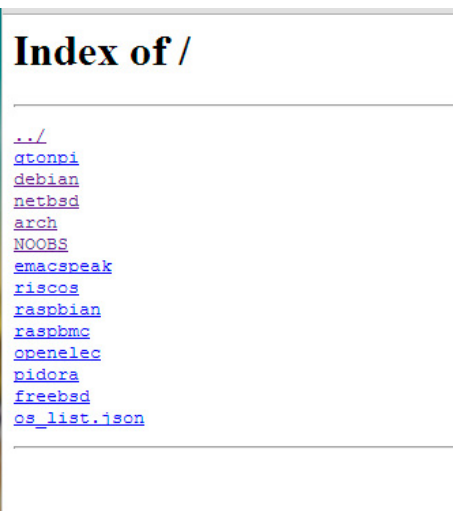 Index of /
../
qtonpi
debian
netbsd
arch
NOOBS
emacspeak
riscos
raspbian
raspbmc
openelec
pidora
freebsd
os_list.json